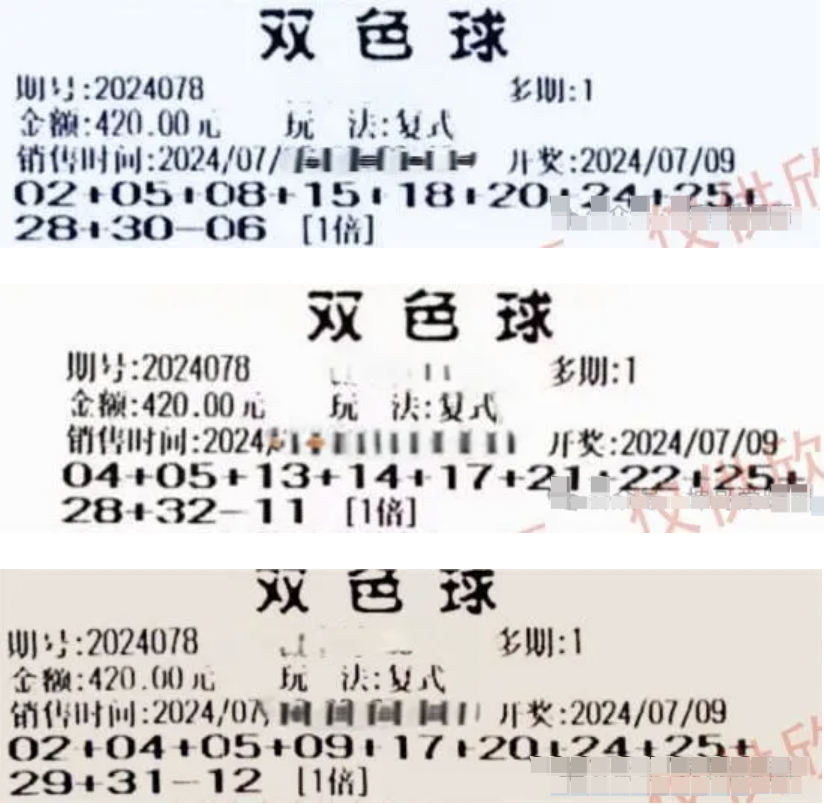 双色球
期号:2024078 多期:1
金额:420.00元 玩 法:复式
销售时间:2024/07/ 开奖:2024/07/09
02+05+08+15+18+20+24+25+
28+30-06 [1倍]
双色球
期号:2024078 多期:1
金额:420.00元 玩 法:复式
销售时间:2024 开奖:2024/07/09
04+05+13+14+17+21+22+25+
28+32-11 [1倍]
双色球
期号:2024078 多期:1
金额:420.00元 玩 法:复式
销售时间:2024/07 开奖:2024/07/09
02+04+05+09+17+20+24+25+
29+31-12 [1倍]